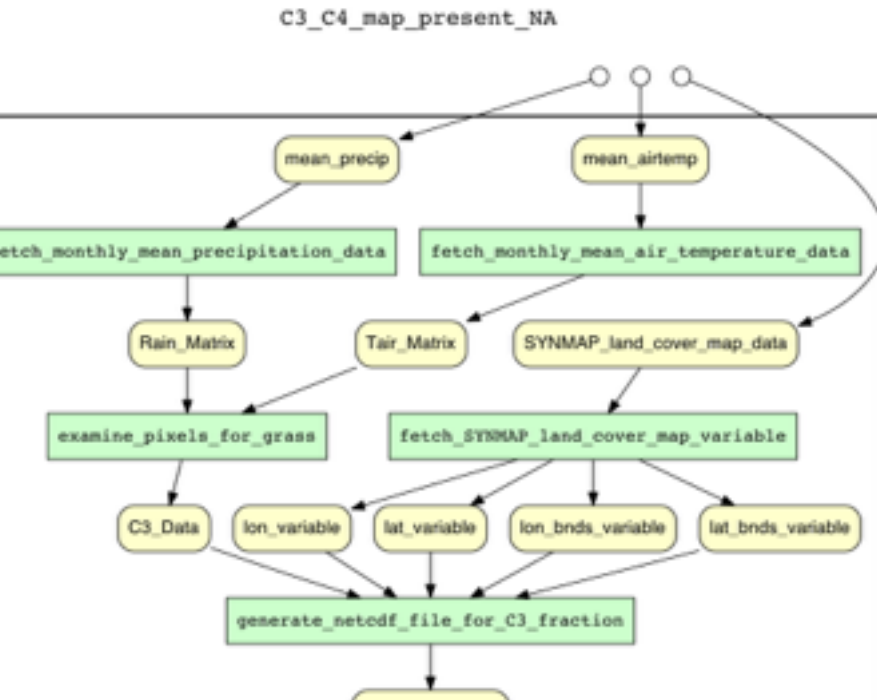 C3_C4_map_present_NA
mean_precip
mean_airtemp
etch_monthly_mean_precipitation_data
fetch_monthly_mean_air_temperature_data
Rain_Matrix
Tair_Matrix
SYNMAP_land_cover_map_data
examine_pixels_for_grass
fetch_SYNMAP_land_cover_map_variable
C3_Data
lon_variable
lat_variable
lon_bnds_variable
lat_bnds_variable
generate_netcdf_file_for_C3_fraction